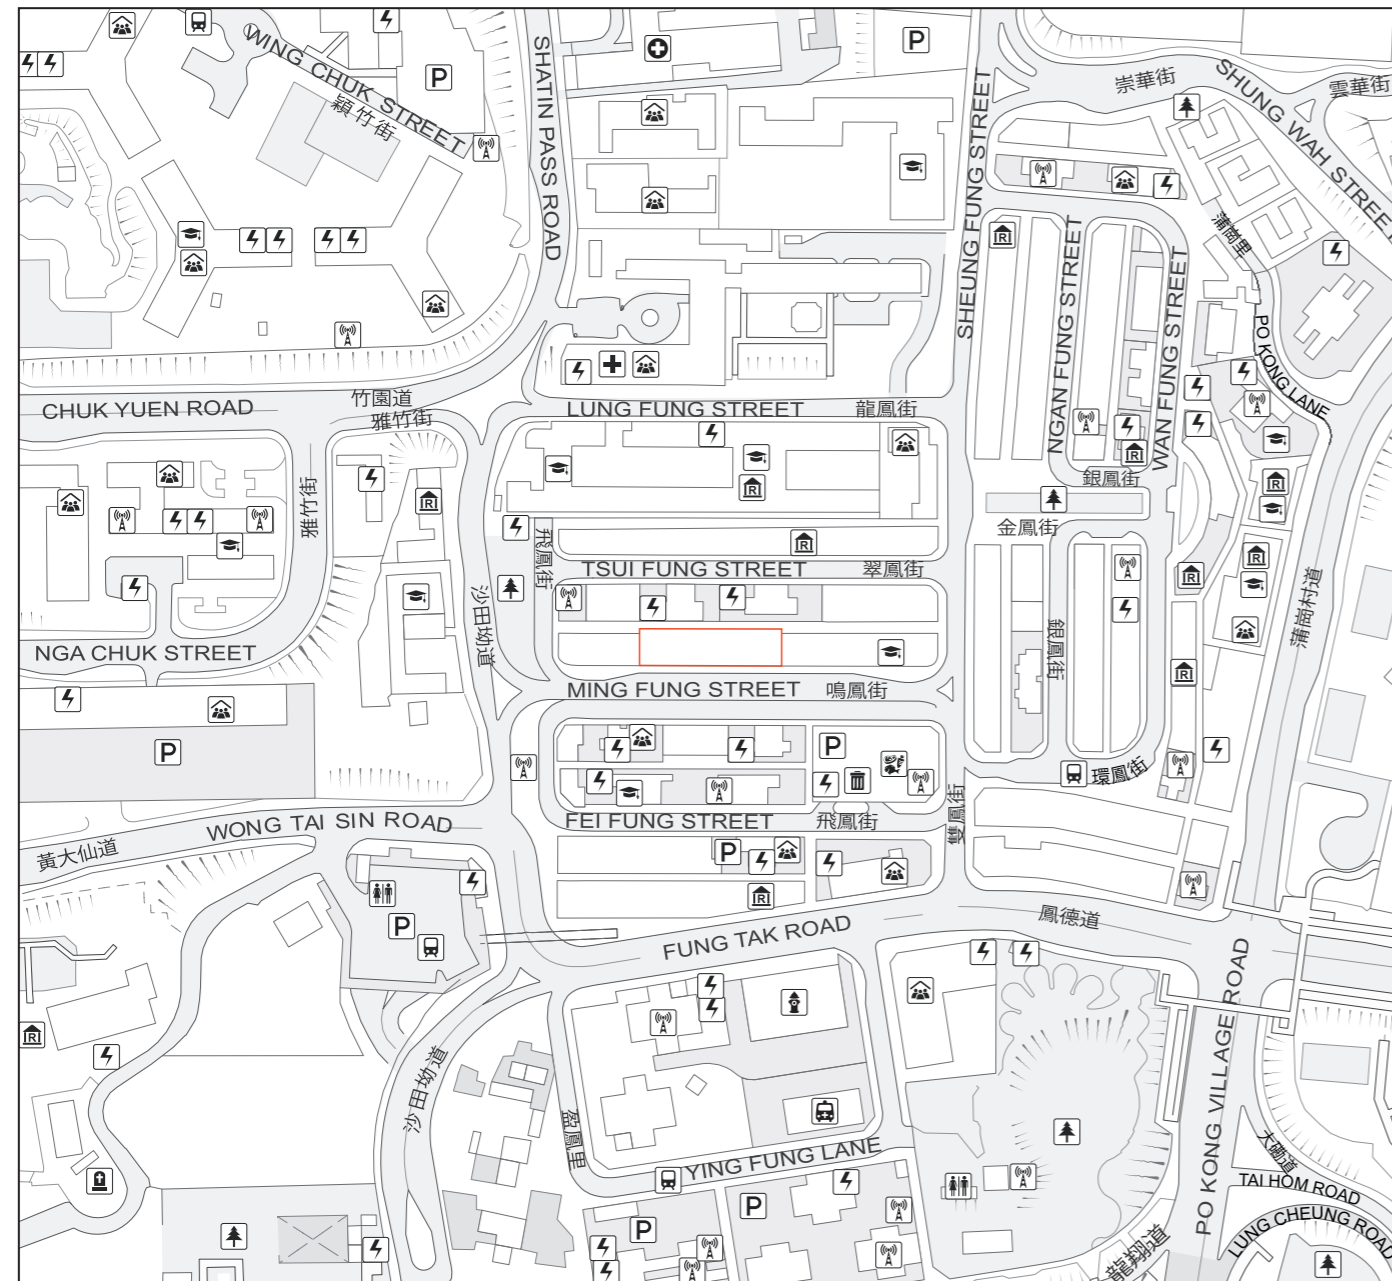 WING CHUK STREET
穎竹街
P
SHATIN PASS ROAD
P
SHEUNG FUNG STREET
崇華街
SHUNG WAH STREET
雲華街
蒲崗里
NGAN FUNG STREET
WAN FUNG STREET
PO KONG LANE
CHUK YUEN ROAD
竹園道
雅竹街
LUNG FUNG STREET
龍鳳街
銀鳳街
金鳳街
雅竹街
飛鳳街
TSUI FUNG STREET
翠鳳街
沙田坳道
銀鳳街
蒲崗村道
NGA CHUK STREET
MING FUNG STREET
鳴鳳街
P
P
環鳳街
雙鳳街
WONG TAI SIN ROAD
黃大仙道
FEI FUNG STREET
飛鳳街
P
P
FUNG TAK ROAD
鳳德道
PO KONG VILLAGE ROAD
沙田坳道
盈鳳里
YING FUNG LANE
P
P
大磡道
TAI HOM ROAD
LUNG CHEUNG ROAD
龍翔道
R
R
R
R
R
R
R
R
R
R
R